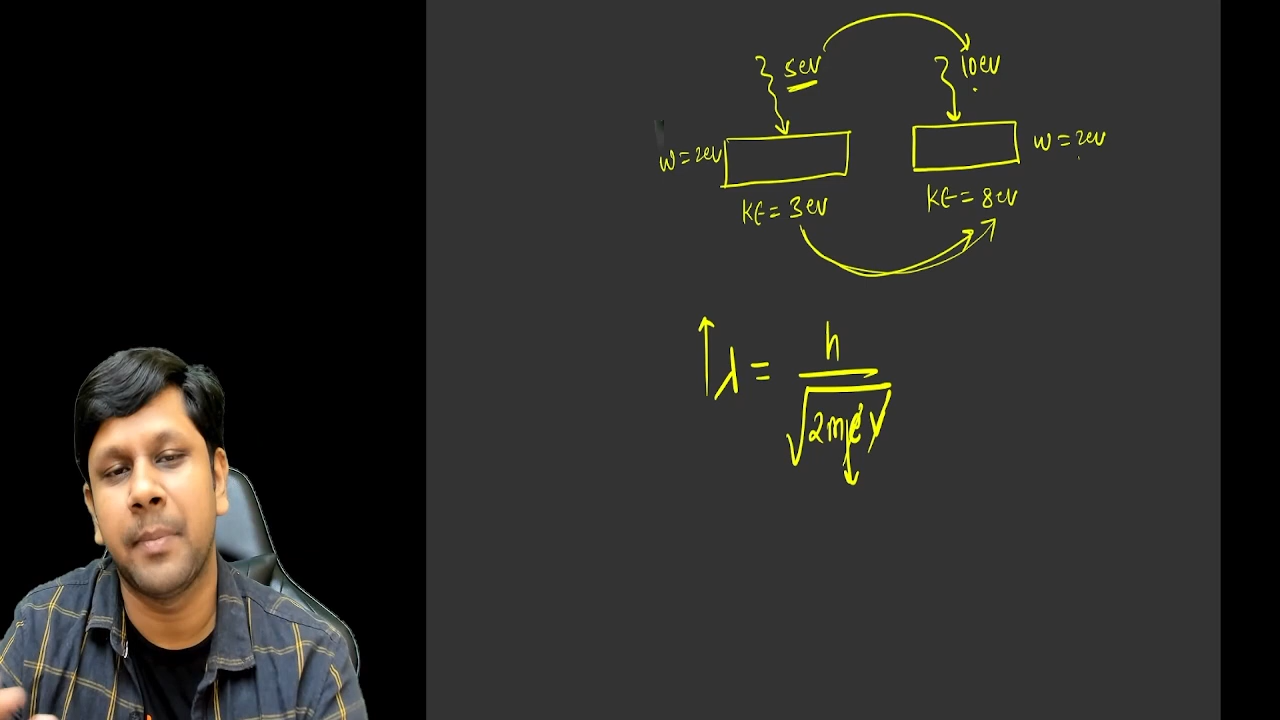 5ev 10ev
W = 2ev W = 2ev
KE = 3ev KE = 8ev
↑λ = h
√2mev